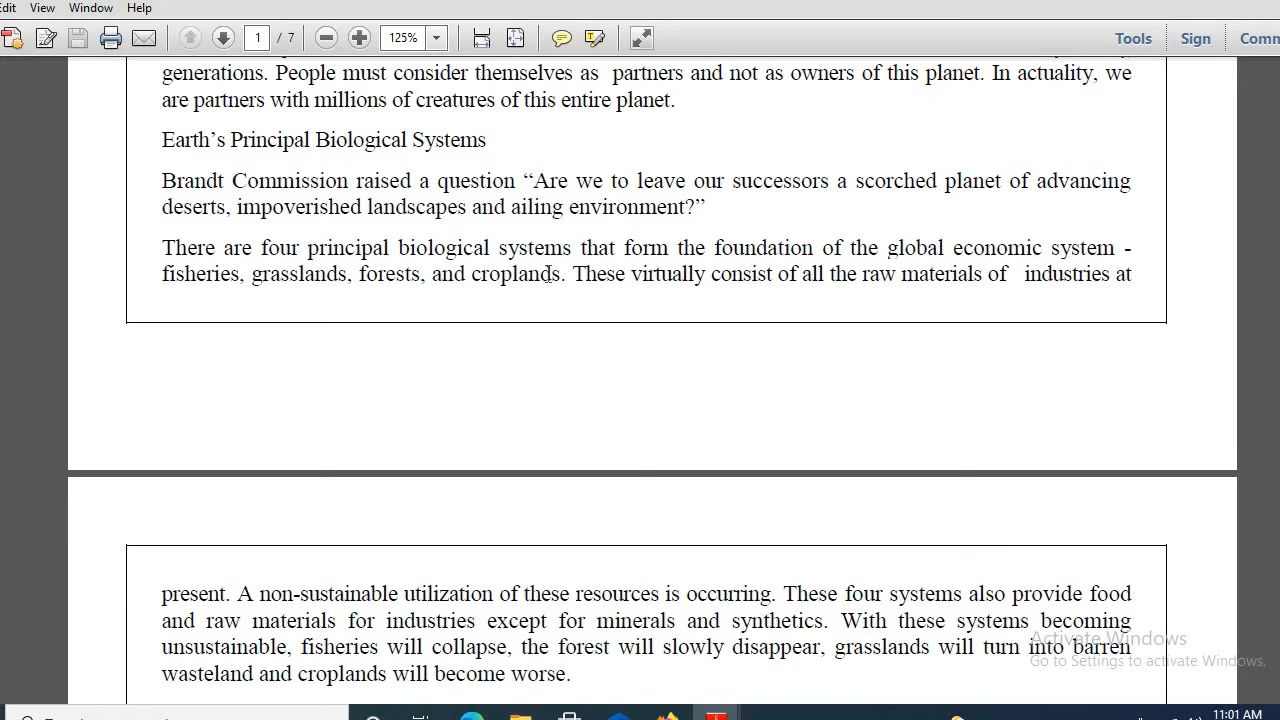 Edit View Window Help
1 / 7 125% Tools Sign
generations. People must consider themselves as partners and not as owners of this planet. In actuality, we
are partners with millions of creatures of this entire planet.
Earth’s Principal Biological Systems
Brandt Commission raised a question “Are we to leave our successors a scorched planet of advancing
deserts, impoverished landscapes and ailing environment?”
There are four principal biological systems that form the foundation of the global economic system -
fisheries, grasslands, forests, and croplands. These virtually consist of all the raw materials of industries at
present. A non-sustainable utilization of these resources is occurring. These four systems also provide food
and raw materials for industries except for minerals and synthetics. With these systems becoming
unsustainable, fisheries will collapse, the forest will slowly disappear, grasslands will turn into barren
wasteland and croplands will become worse.
Activate Windows
Go to Settings to activate Windows.
11:01 AM